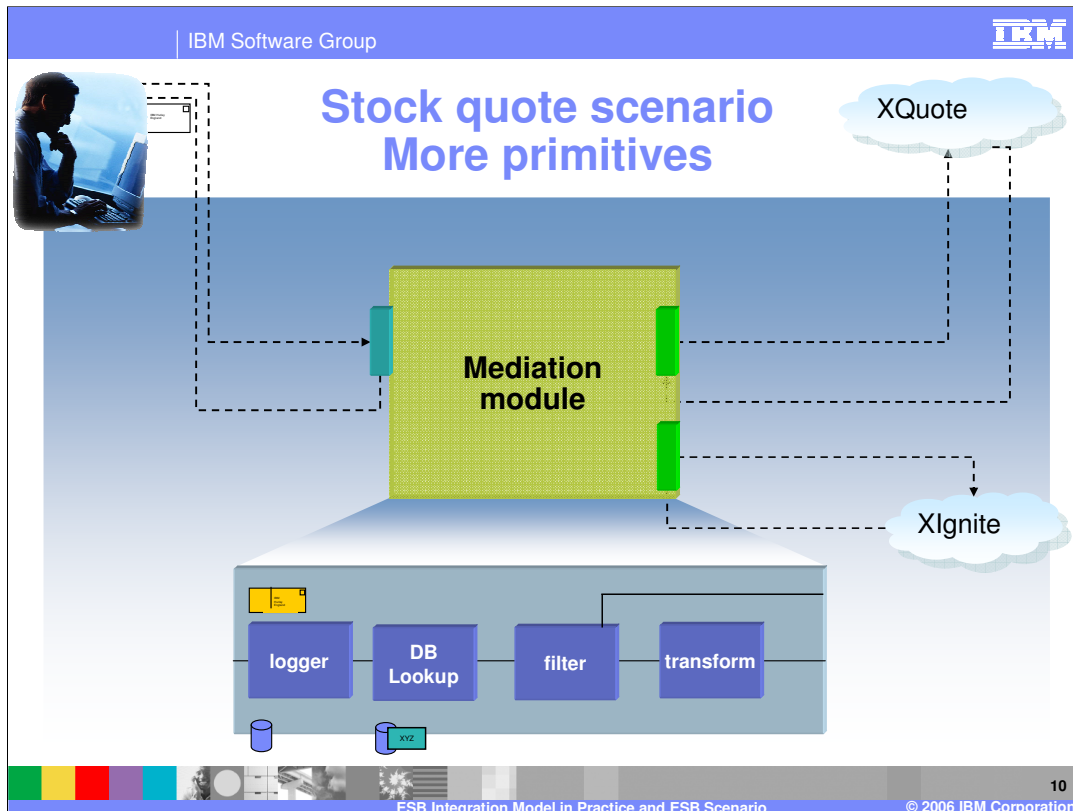 IBM Software Group
IBM
Stock quote scenario
More primitives
XQuote
Mediation
module
XIgnite
logger
DB
Lookup
filter
transform
XYZ
10
ESB Integration Model in Practice and ESB Scenario
© 2006 IBM Corporation